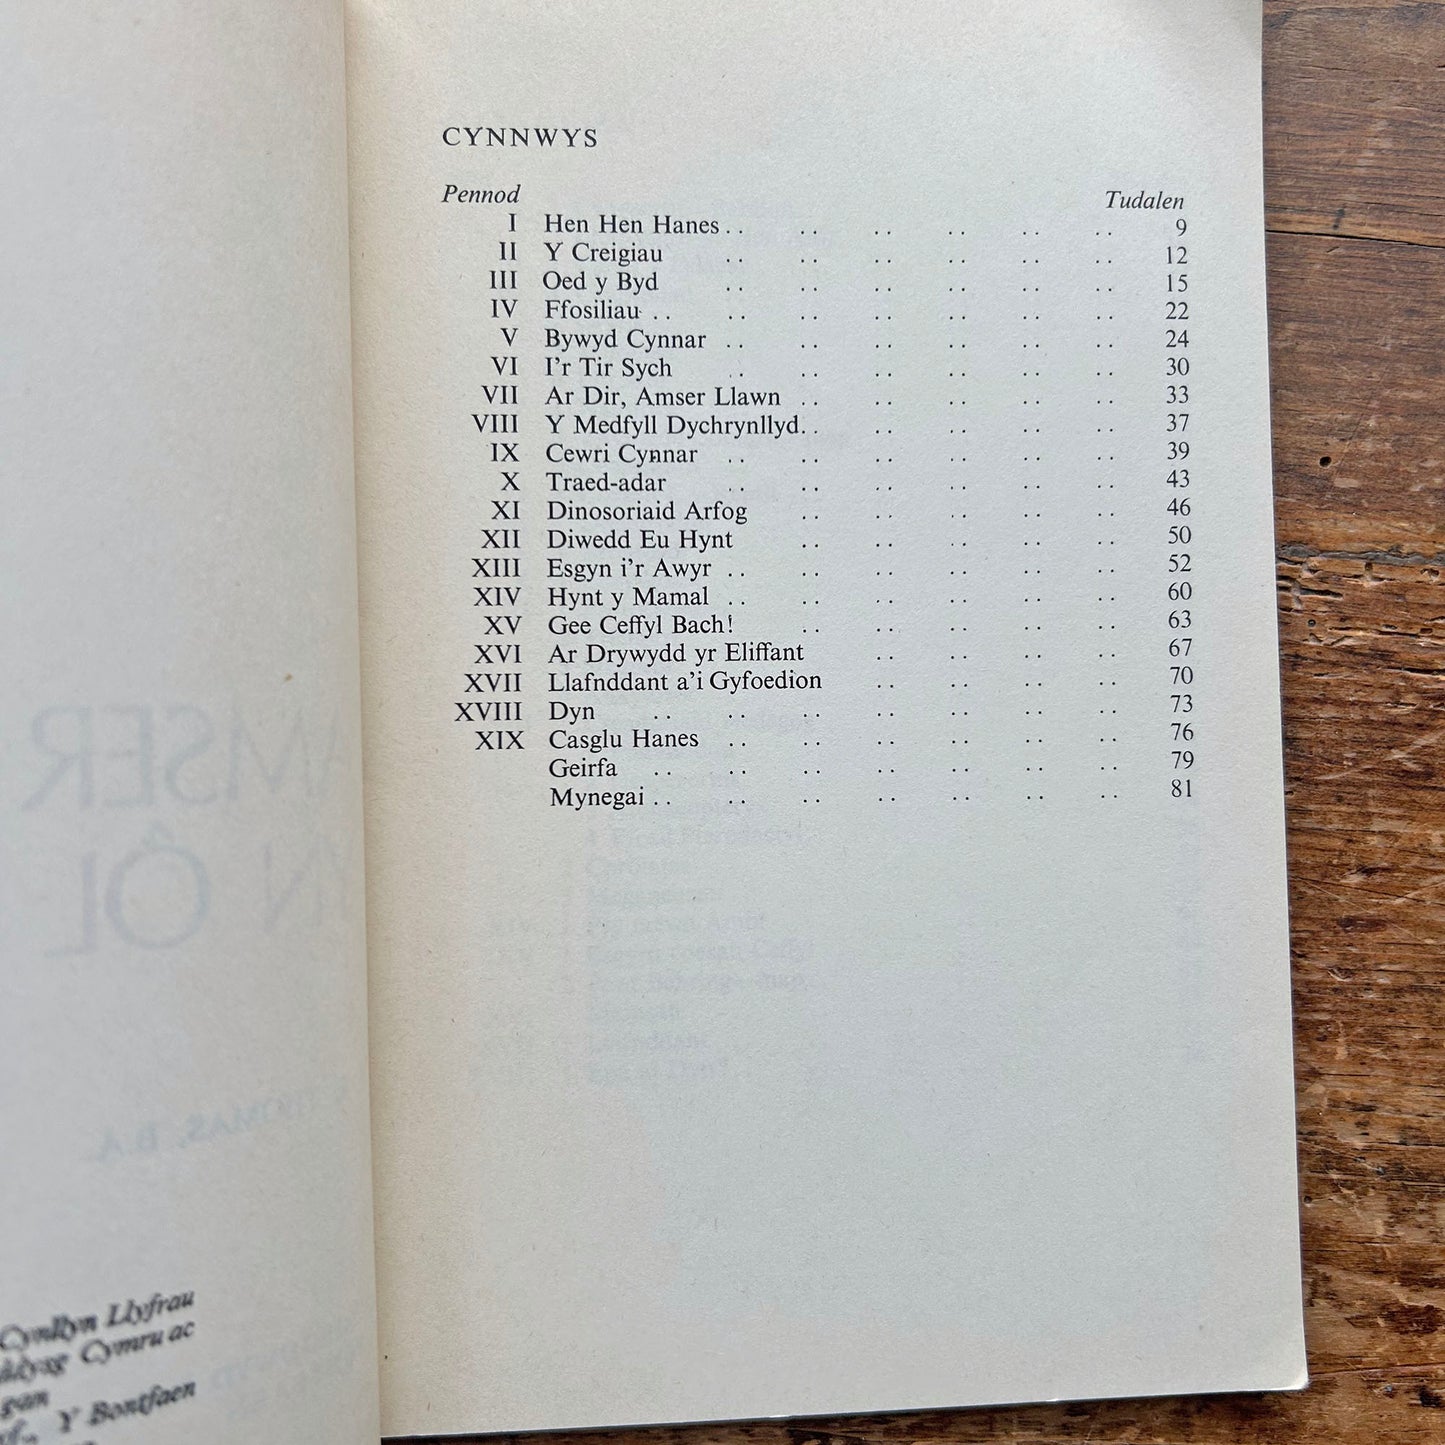 CYNNWYS
Pennod Tudalen
I Hen Hen Hanes .. .. .. .. .. .. 9
II Y Creigiau .. .. .. .. .. .. 12
III Oed y Byd .. .. .. .. .. .. 15
IV Ffosiliau .. .. .. .. .. .. .. 22
V Bywyd Cynnar .. .. .. .. .. .. 24
VI I'r Tir Sych .. .. .. .. .. .. 30
VII Ar Dir, Amser Llawn .. .. .. .. .. 33
VIII Y Medfyll Dychrynllyd .. .. .. .. .. 37
IX Cewri Cynnar .. .. .. .. .. .. 39
X Traed-adar .. .. .. .. .. .. 43
XI Dinosoriaid Arfog .. .. .. .. .. 46
XII Diwedd Eu Hynt .. .. .. .. .. 50
XIII Esgyn i'r Awyr .. .. .. .. .. .. 52
XIV Hynt y Mamal .. .. .. .. .. .. 60
XV Gee Ceffyl Bach! .. .. .. .. .. 63
XVI Ar Drywydd yr Eliffant .. .. .. .. 67
XVII Llafnddant a'i Gyfoedion .. .. .. .. 70
XVIII Dyn .. .. .. .. .. .. .. 73
XIX Casglu Hanes .. .. .. .. .. .. 76
Geirfa .. .. .. .. .. .. .. 79
Mynegai .. .. .. .. .. .. .. 81
Cynllyn Llyfrau
Cymru ac
Y Bontfaen